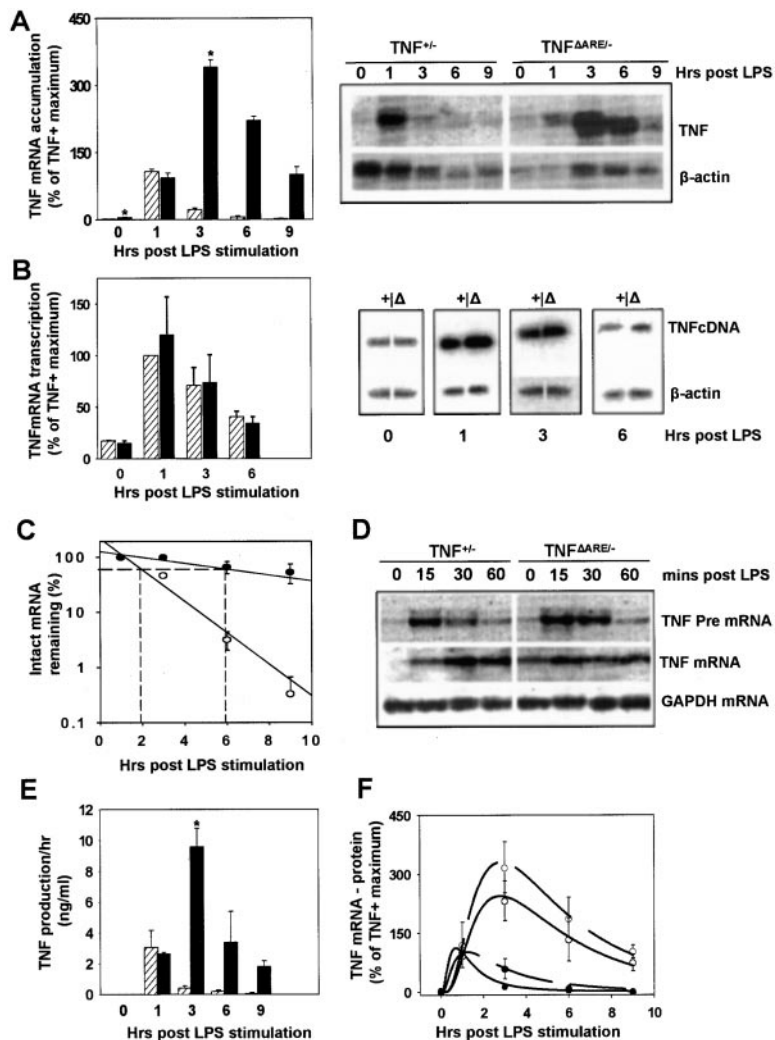 A
TNF mRNA accumulation
(% of TNF+ maximum)
450
300
150
0
*
*
0 1 3 6 9
Hrs post LPS stimulation
TNF+/- TNFΔARE/-
0 1 3 6 9 0 1 3 6 9 Hrs post LPS
TNF
β-actin
B
TNFmRNA transcription
(% of TNF+ maximum)
150
100
50
0
0 1 3 6
Hrs post LPS stimulation
+|Δ +|Δ +|Δ +|Δ
TNFcDNA
β-actin
0 1 3 6 Hrs post LPS
C
Intact mRNA
remaining (%)
100
10
1
0.1
0 2 4 6 8 10
Hrs post LPS stimulation
D
TNF+/- TNFΔARE/-
0 15 30 60 0 15 30 60 mins post LPS
TNF Pre mRNA
TNF mRNA
GAPDH mRNA
E
TNF production/hr
(ng/ml)
12
10
8
6
4
2
0
*
0 1 3 6 9
Hrs post LPS stimulation
F
TNF mRNA - protein
(% of TNF+ maximum)
450
300
150
0
0 2 4 6 8 10
Hrs post LPS stimulation